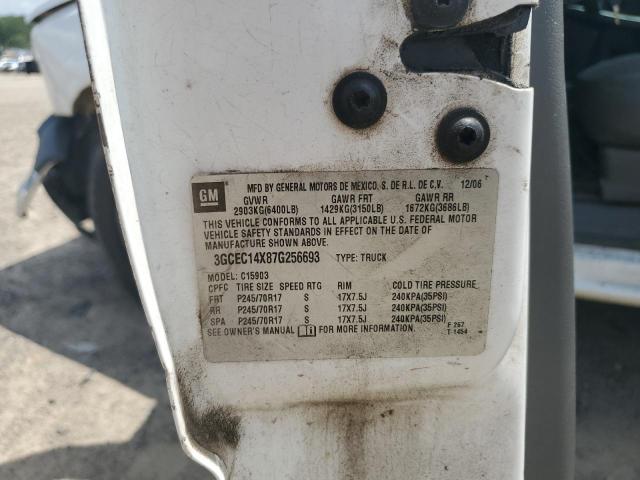 GM
MFD BY GENERAL MOTORS DE MEXICO, S. DE R.L. DE C.V. 12/06
GVWR GAWR FRT GAWR RR
2903KG(6400LB) 1429KG(3150LB) 1672KG(3686LB)
THIS VEHICLE CONFORMS TO ALL APPLICABLE U.S. FEDERAL MOTOR
VEHICLE SAFETY STANDARDS IN EFFECT ON THE DATE OF
MANUFACTURE SHOWN ABOVE.
3GCEC14X87G256693 TYPE: TRUCK
MODEL: C15903
CPFC TIRE SIZE SPEED RTG RIM COLD TIRE PRESSURE
FRT P245/70R17 S 17X7.5J 240KPA(35PSI)
RR P245/70R17 S 17X7.5J 240KPA(35PSI)
SPA P245/70R17 S 17X7.5J 240KPA(35PSI)
SEE OWNER'S MANUAL FOR MORE INFORMATION.
F 267
T 1454